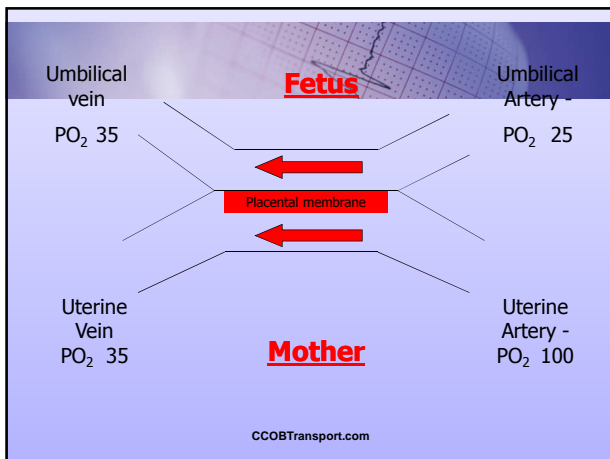 Umbilical
vein
PO₂ 35
Fetus
Umbilical
Artery -
PO₂ 25
Placental membrane
Uterine
Vein
PO₂ 35
Mother
Uterine
Artery -
PO₂ 100
CCOBTransport.com